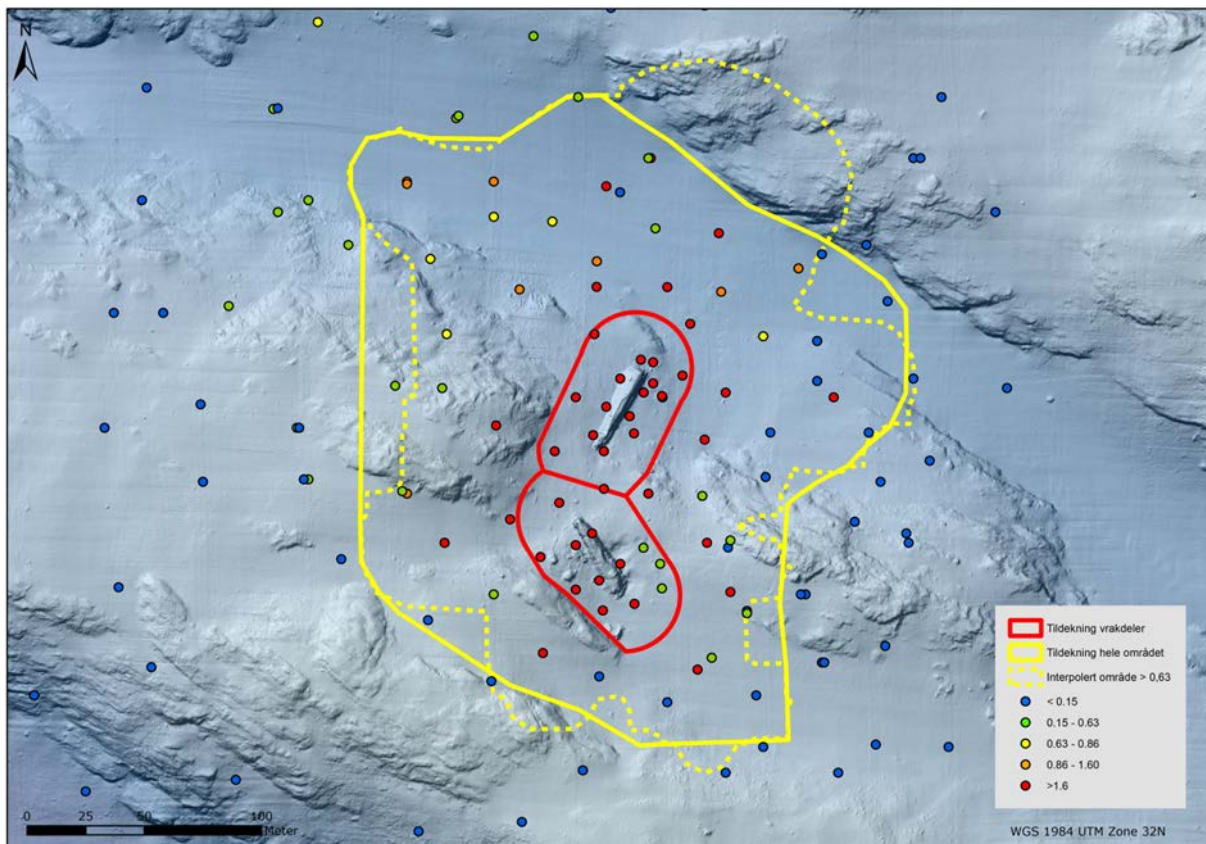 N
Tildekning vrakdeler
Tildekning hele området
Interpolert område > 0,63
< 0.15
0.15 - 0.63
0.63 - 0.86
0.86 - 1.60
>1.6
0 25 50 100
Meter
WGS 1984 UTM Zone 32N